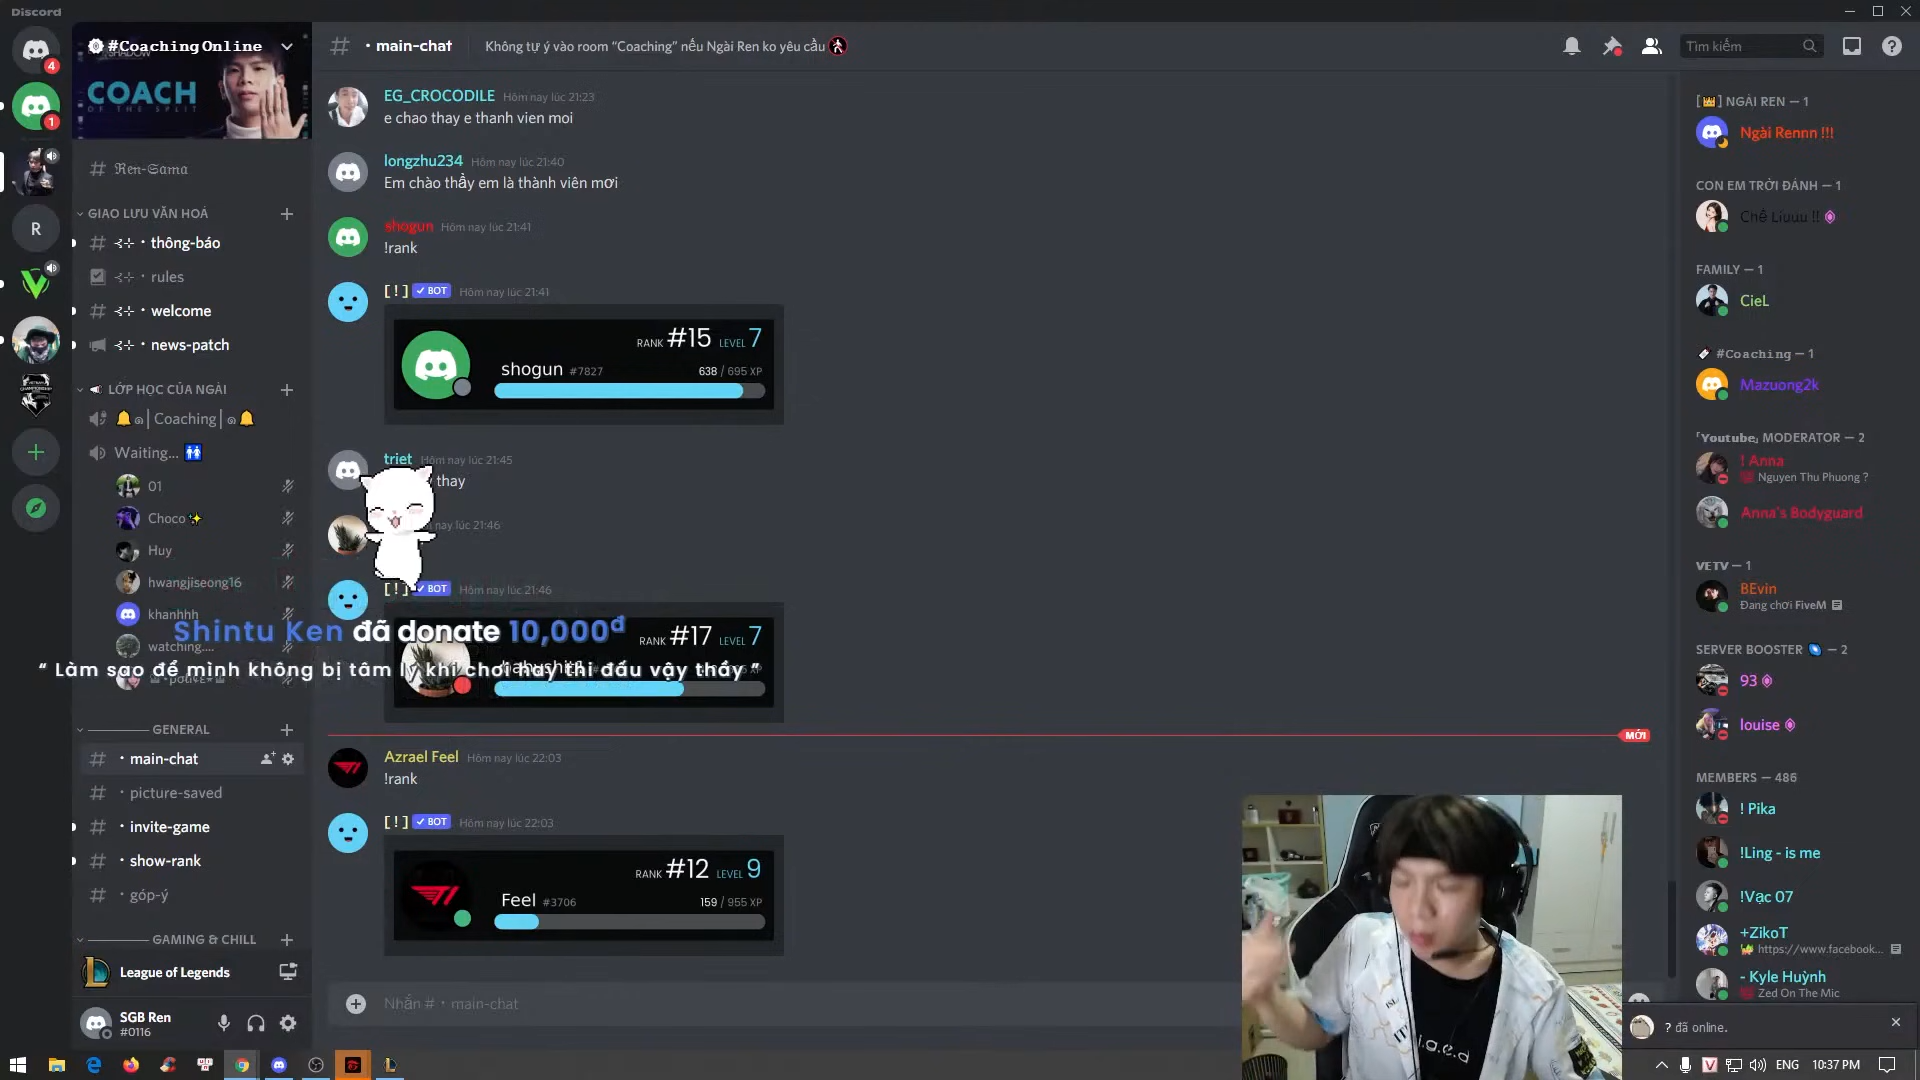 Discord
#Coaching Online
COACH
OF THE SPLIT
• main-chat
Không tự ý vào room “Coaching” nếu Ngài Ren ko yêu cầu
Tìm kiếm
4
1
R
Ren-Sama
GIAO LƯU VĂN HOÁ
• thông-báo
• rules
• welcome
• news-patch
LỚP HỌC CỦA NGÀI
| Coaching |
Waiting...
01
Choco
Huy
hwangjiseong16
khanhhh
watching....
GENERAL
• main-chat
• picture-saved
• invite-game
• show-rank
• góp-ý
GAMING & CHILL
League of Legends
SGB Ren
#0116
EG_CROCODILE Hôm nay lúc 21:23
e chao thay e thanh vien moi
longzhu234 Hôm nay lúc 21:40
Em chào thầy em là thành viên mơi
shogun Hôm nay lúc 21:41
!rank
[ ! ] BOT Hôm nay lúc 21:41
RANK #15 LEVEL 7
shogun #7827 638 / 695 XP
triet Hôm nay lúc 21:45
thay
nay lúc 21:46
[ ! ] BOT Hôm nay lúc 21:46
RANK #17 LEVEL 7
Shintu Ken đã donate 10,000đ
“ Làm sao để mình không bị tâm lý khi chơi hay thi đấu vậy thầy ”
MỚI
Azrael Feel Hôm nay lúc 22:03
!rank
[ ! ] BOT Hôm nay lúc 22:03
RANK #12 LEVEL 9
Feel #3706 159 / 955 XP
Nhắn # • main-chat
[👑] NGÀI REN — 1
Ngài Rennn !!!
CON EM TRỜI ĐÁNH — 1
Chế Liuuu !!
FAMILY — 1
CieL
#Coaching — 1
Mazuong2k
「Youtube」 MODERATOR — 2
! Anna
Nguyen Thu Phuong ?
Anna's Bodyguard
VETV — 1
BEvin
Đang chơi FiveM
SERVER BOOSTER — 2
93
louise
MEMBERS — 486
! Pika
!Ling - is me
!Vạc 07
+ZikoT
https://www.facebook...
- Kyle Huỳnh
Zed On The Mic
? đã online.
ENG
10:37 PM